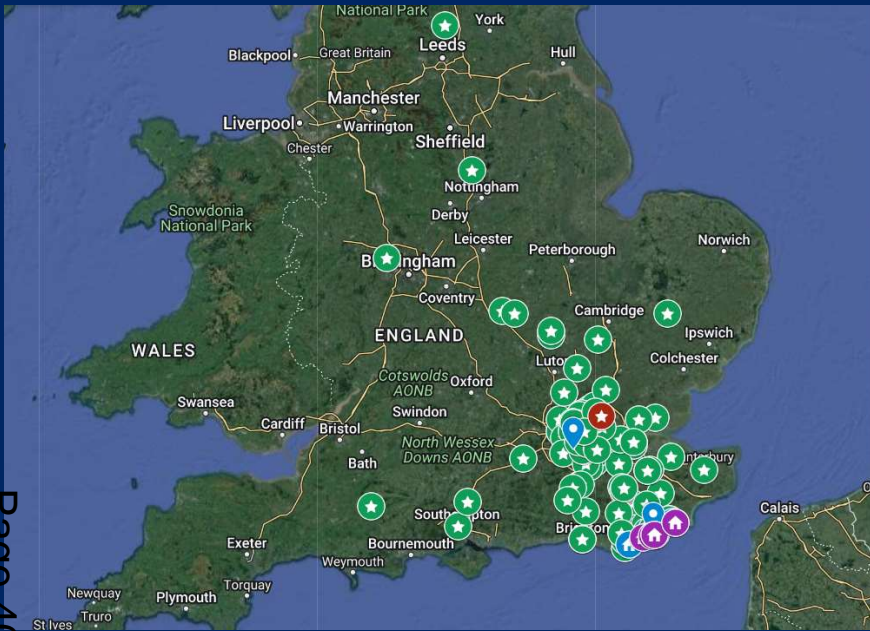 National Park
York
Leeds
Blackpool
Great Britain
Hull
Manchester
Liverpool
Warrington
Chester
Sheffield
Nottingham
Snowdonia
National Park
Derby
Leicester
Peterborough
Norwich
Coventry
Cambridge
Ipswich
ENGLAND
WALES
Colchester
Cotswolds
AONB
Oxford
Swansea
Swindon
Cardiff
Bristol
North Wessex
Downs AONB
Bath
Calais
Exeter
Bournemouth
Weymouth
Torquay
Newquay
Plymouth
Truro
St Ives